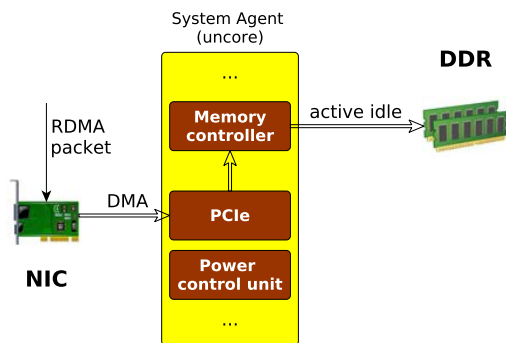 System Agent
(uncore)
...
DDR
Memory
controller
active idle
RDMA
packet
DMA
PCIe
NIC
Power
control unit
...